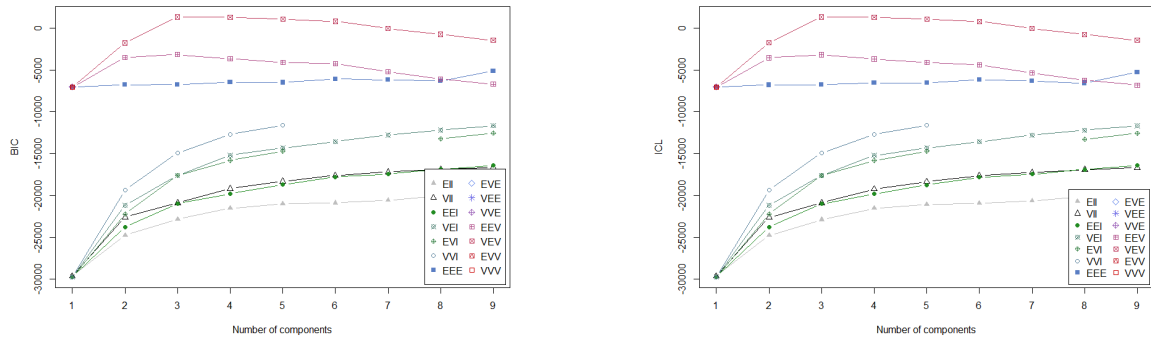 BIC
0
-5000
-10000
-15000
-20000
-25000
-30000
1 2 3 4 5 6 7 8 9
Number of components
EII EVE
VII VEE
EEI VVE
VEI EEV
EVI VEV
VVI EVV
EEE VVV
ICL
0
-5000
-10000
-15000
-20000
-25000
-30000
1 2 3 4 5 6 7 8 9
Number of components
EII EVE
VII VEE
EEI VVE
VEI EEV
EVI VEV
VVI EVV
EEE VVV